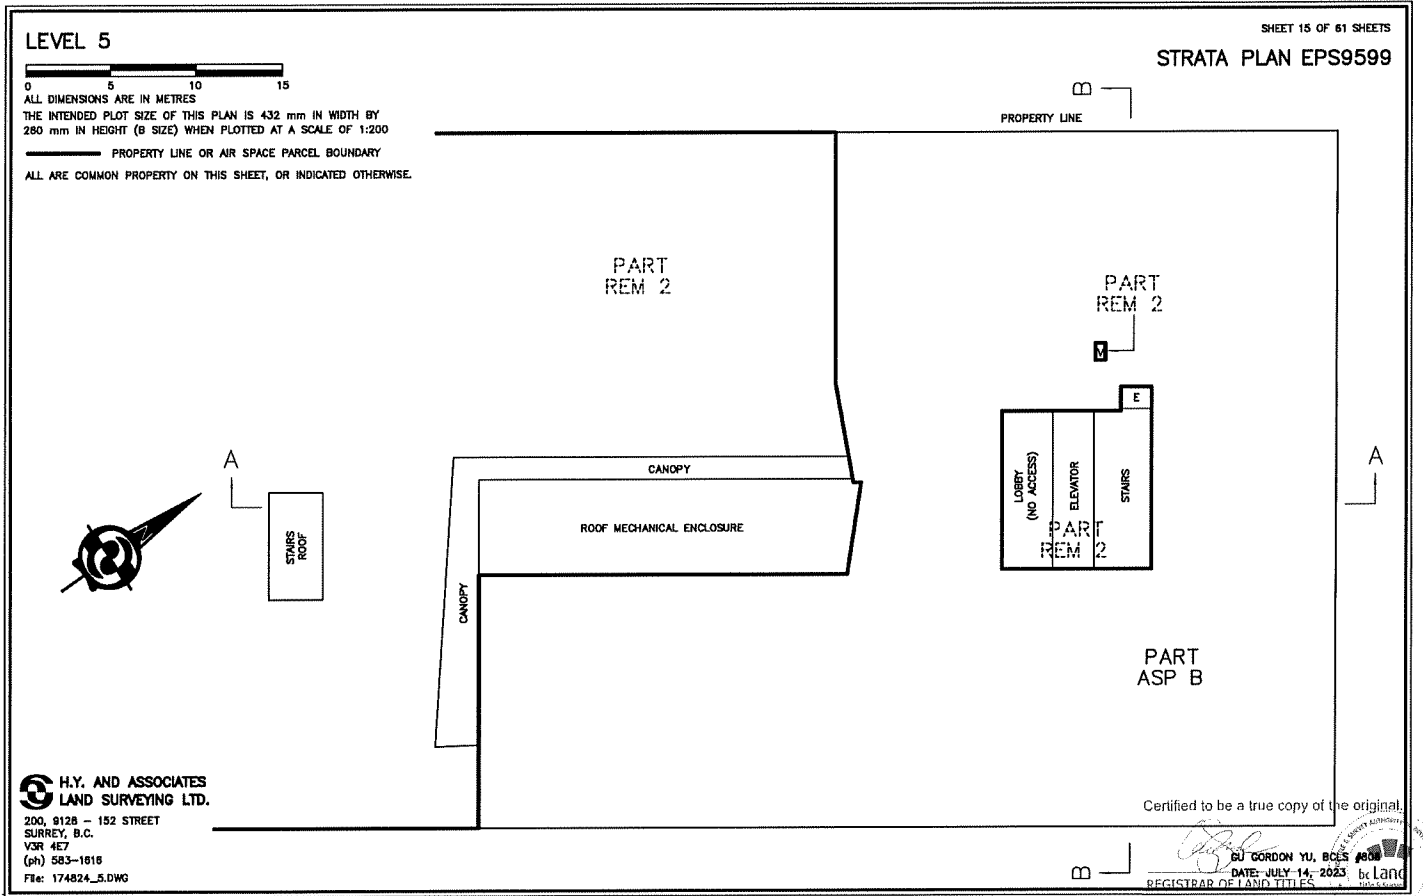 LEVEL 5
0 5 10 15
ALL DIMENSIONS ARE IN METRES
THE INTENDED PLOT SIZE OF THIS PLAN IS 432 mm IN WIDTH BY
280 mm IN HEIGHT (B SIZE) WHEN PLOTTED AT A SCALE OF 1:200
PROPERTY LINE OR AIR SPACE PARCEL BOUNDARY
ALL ARE COMMON PROPERTY ON THIS SHEET, OR INDICATED OTHERWISE.
SHEET 15 OF 61 SHEETS
STRATA PLAN EPS9599
B
PROPERTY LINE
PART
REM 2
PART
REM 2
M
E
A
A
CANOPY
LOBBY
(NO ACCESS)
ELEVATOR
STAIRS
PART
REM 2
ROOF MECHANICAL ENCLOSURE
STAIRS
ROOF
CANOPY
PART
ASP B
H.Y. AND ASSOCIATES
LAND SURVEYING LTD.
200, 9128 - 152 STREET
SURREY, B.C.
V3R 4E7
(ph) 583-1616
File: 174824_5.DWG
Certified to be a true copy of the original.
B
GU GORDON YU, BCLS #808
DATE: JULY 14, 2023
REGISTRAR OF LAND TITLES
bc Land